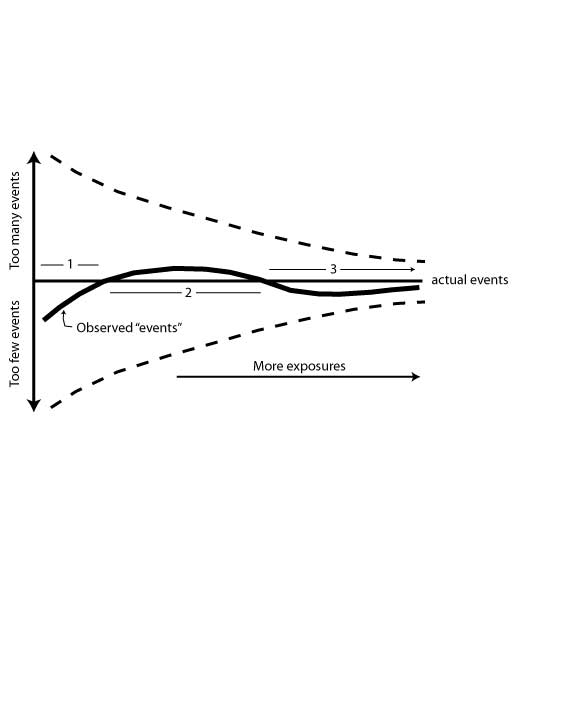 Too many events
Too few events
1
2
3
actual events
Observed “events”
More exposures